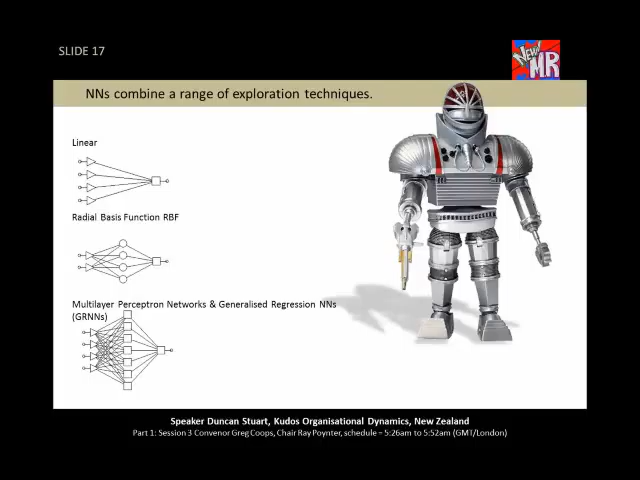 SLIDE 17
New!
MR
NNs combine a range of exploration techniques.
Linear
Radial Basis Function RBF
Multilayer Perceptron Networks & Generalised Regression NNs
(GRNNs)
Speaker Duncan Stuart, Kudos Organisational Dynamics, New Zealand
Part 1: Session 3 Convenor Greg Coops, Chair Ray Poynter, schedule = 5:26am to 5:52am (GMT/London)